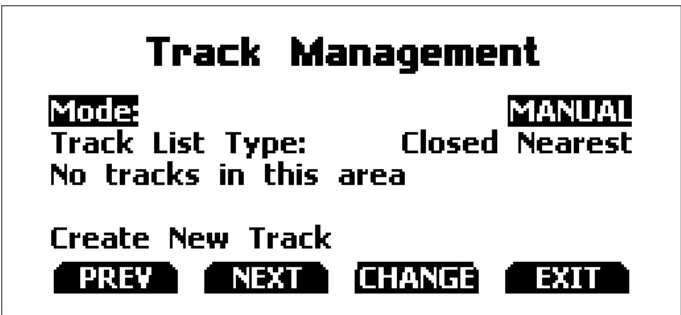 Track Management
Mode: MANUAL
Track List Type: Closed Nearest
No tracks in this area
Create New Track
PREV NEXT CHANGE EXIT